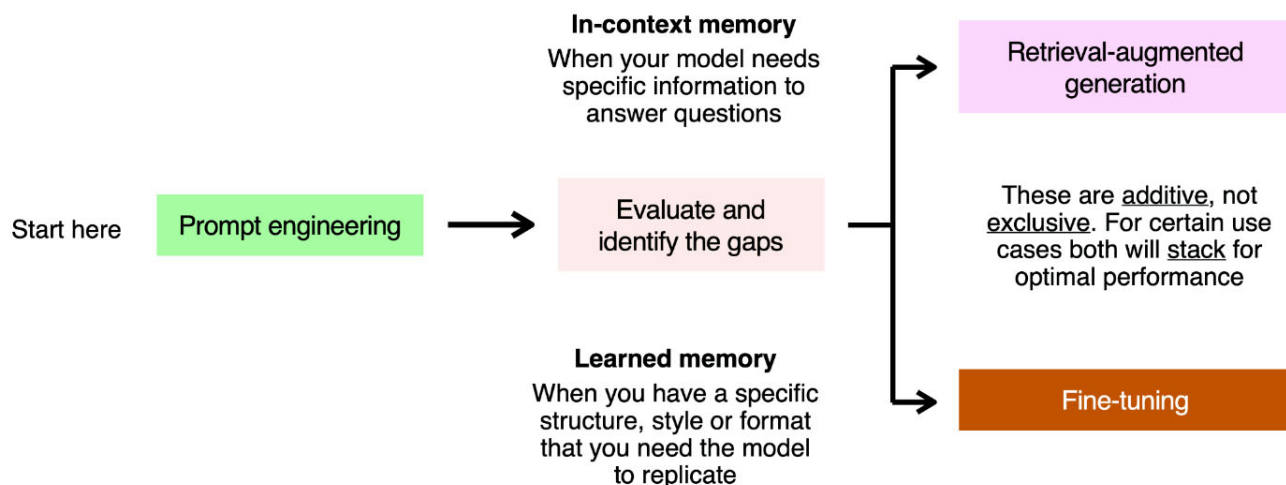 In-context memory
When your model needs
specific information to
answer questions
Retrieval-augmented
generation
Start here
Prompt engineering
Evaluate and
identify the gaps
These are additive, not
exclusive. For certain use
cases both will stack for
optimal performance
Learned memory
When you have a specific
structure, style or format
that you need the model
to replicate
Fine-tuning